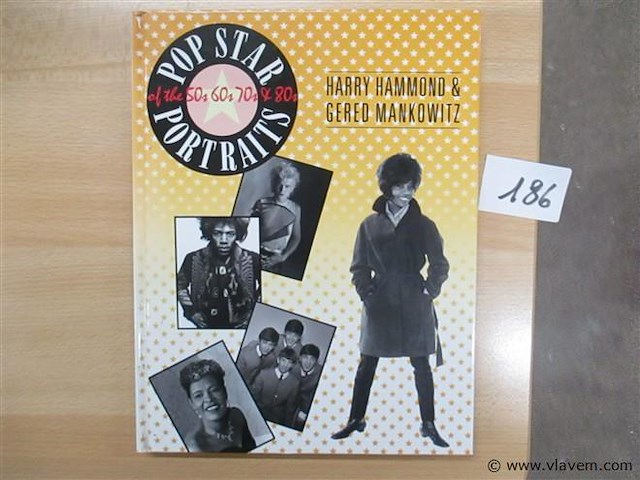 POP STAR
of the 50s 60s 70s & 80s
PORTRAITS
HARRY HAMMOND &
GERED MANKOWITZ
186
© www.vlavem.com